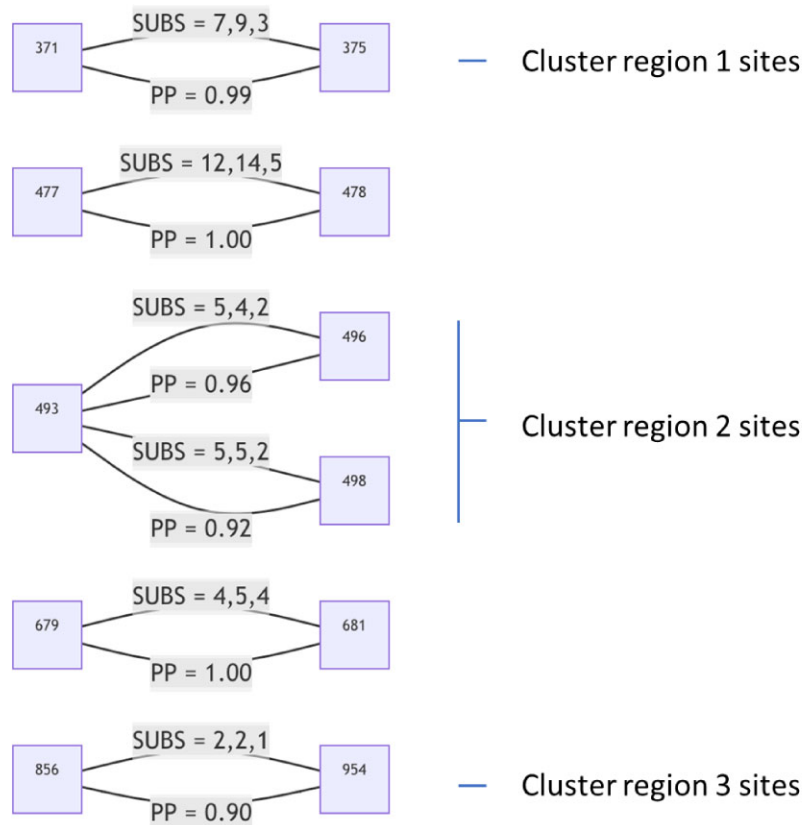 SUBS = 7,9,3
371
375
PP = 0.99
Cluster region 1 sites
SUBS = 12,14,5
477
478
PP = 1.00
SUBS = 5,4,2
496
PP = 0.96
493
SUBS = 5,5,2
498
PP = 0.92
Cluster region 2 sites
SUBS = 4,5,4
679
681
PP = 1.00
SUBS = 2,2,1
856
954
PP = 0.90
Cluster region 3 sites